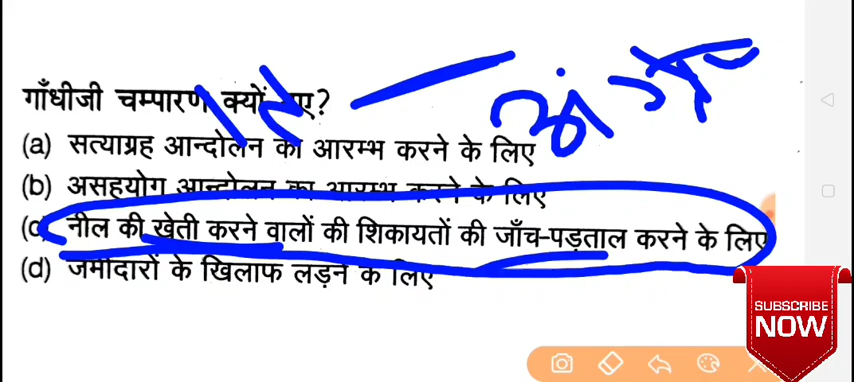 गाँधीजी चम्पारण क्यों गए?
(a) सत्याग्रह आन्दोलन को आरम्भ करने के लिए
(b) असहयोग आन्दोलन का आरम्भ करने के लिए
(c) नील की खेती करने वालों की शिकायतों की जाँच-पड़ताल करने के लिए
(d) जमींदारों के खिलाफ लड़ने के लिए
SUBSCRIBE
NOW